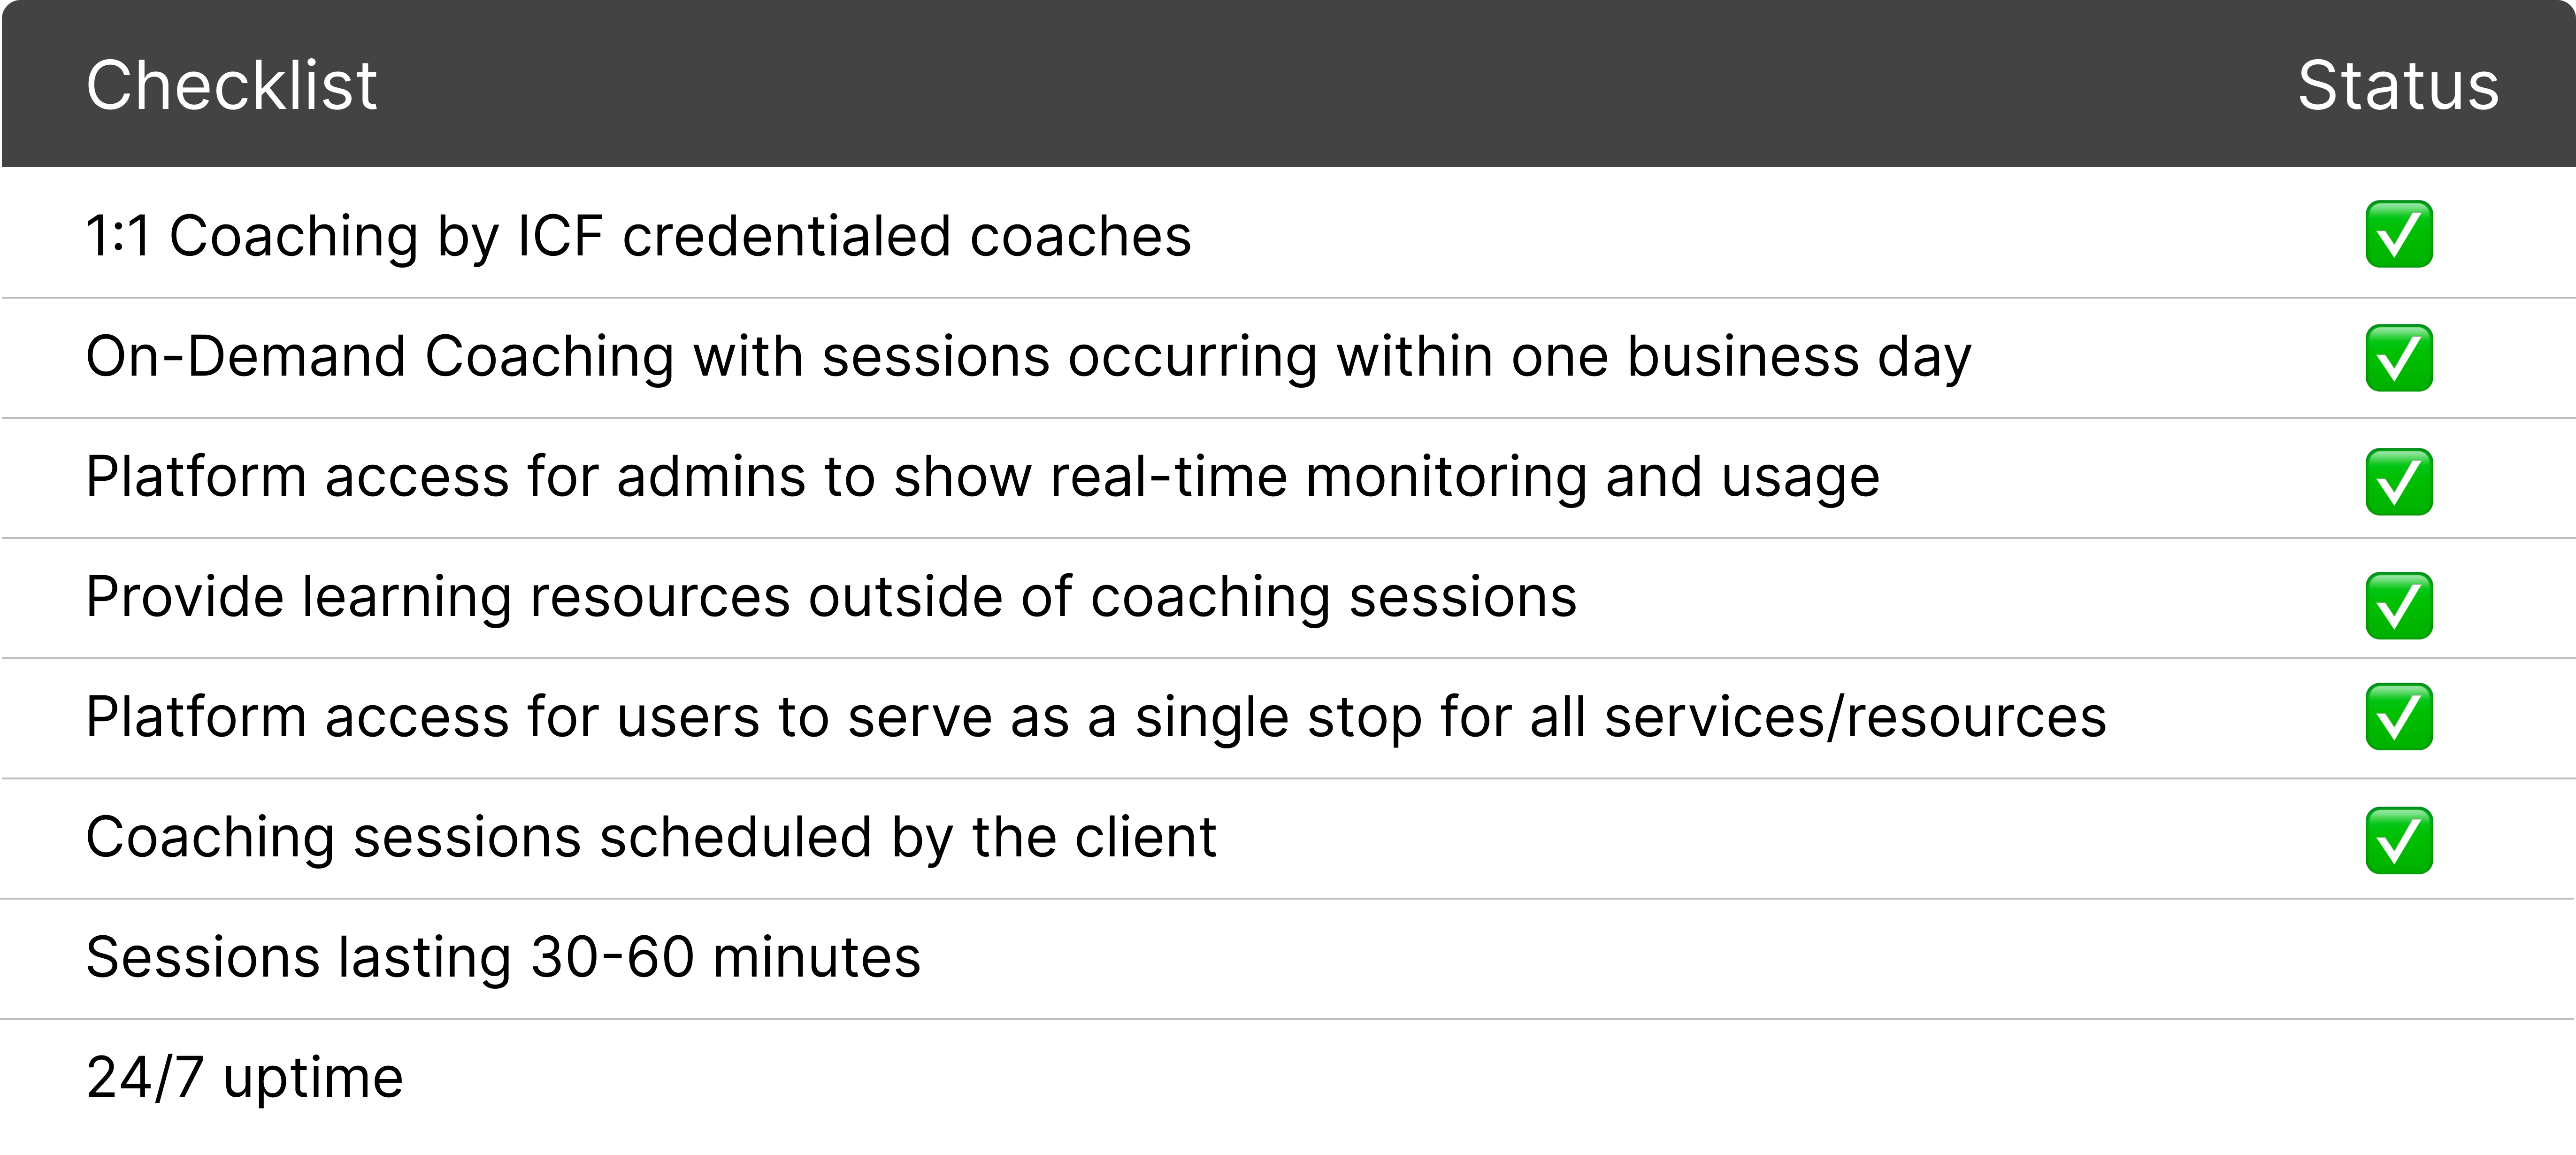 Checklist Status
1:1 Coaching by ICF credentialed coaches ✅
On-Demand Coaching with sessions occurring within one business day ✅
Platform access for admins to show real-time monitoring and usage ✅
Provide learning resources outside of coaching sessions ✅
Platform access for users to serve as a single stop for all services/resources ✅
Coaching sessions scheduled by the client ✅
Sessions lasting 30-60 minutes
24/7 uptime